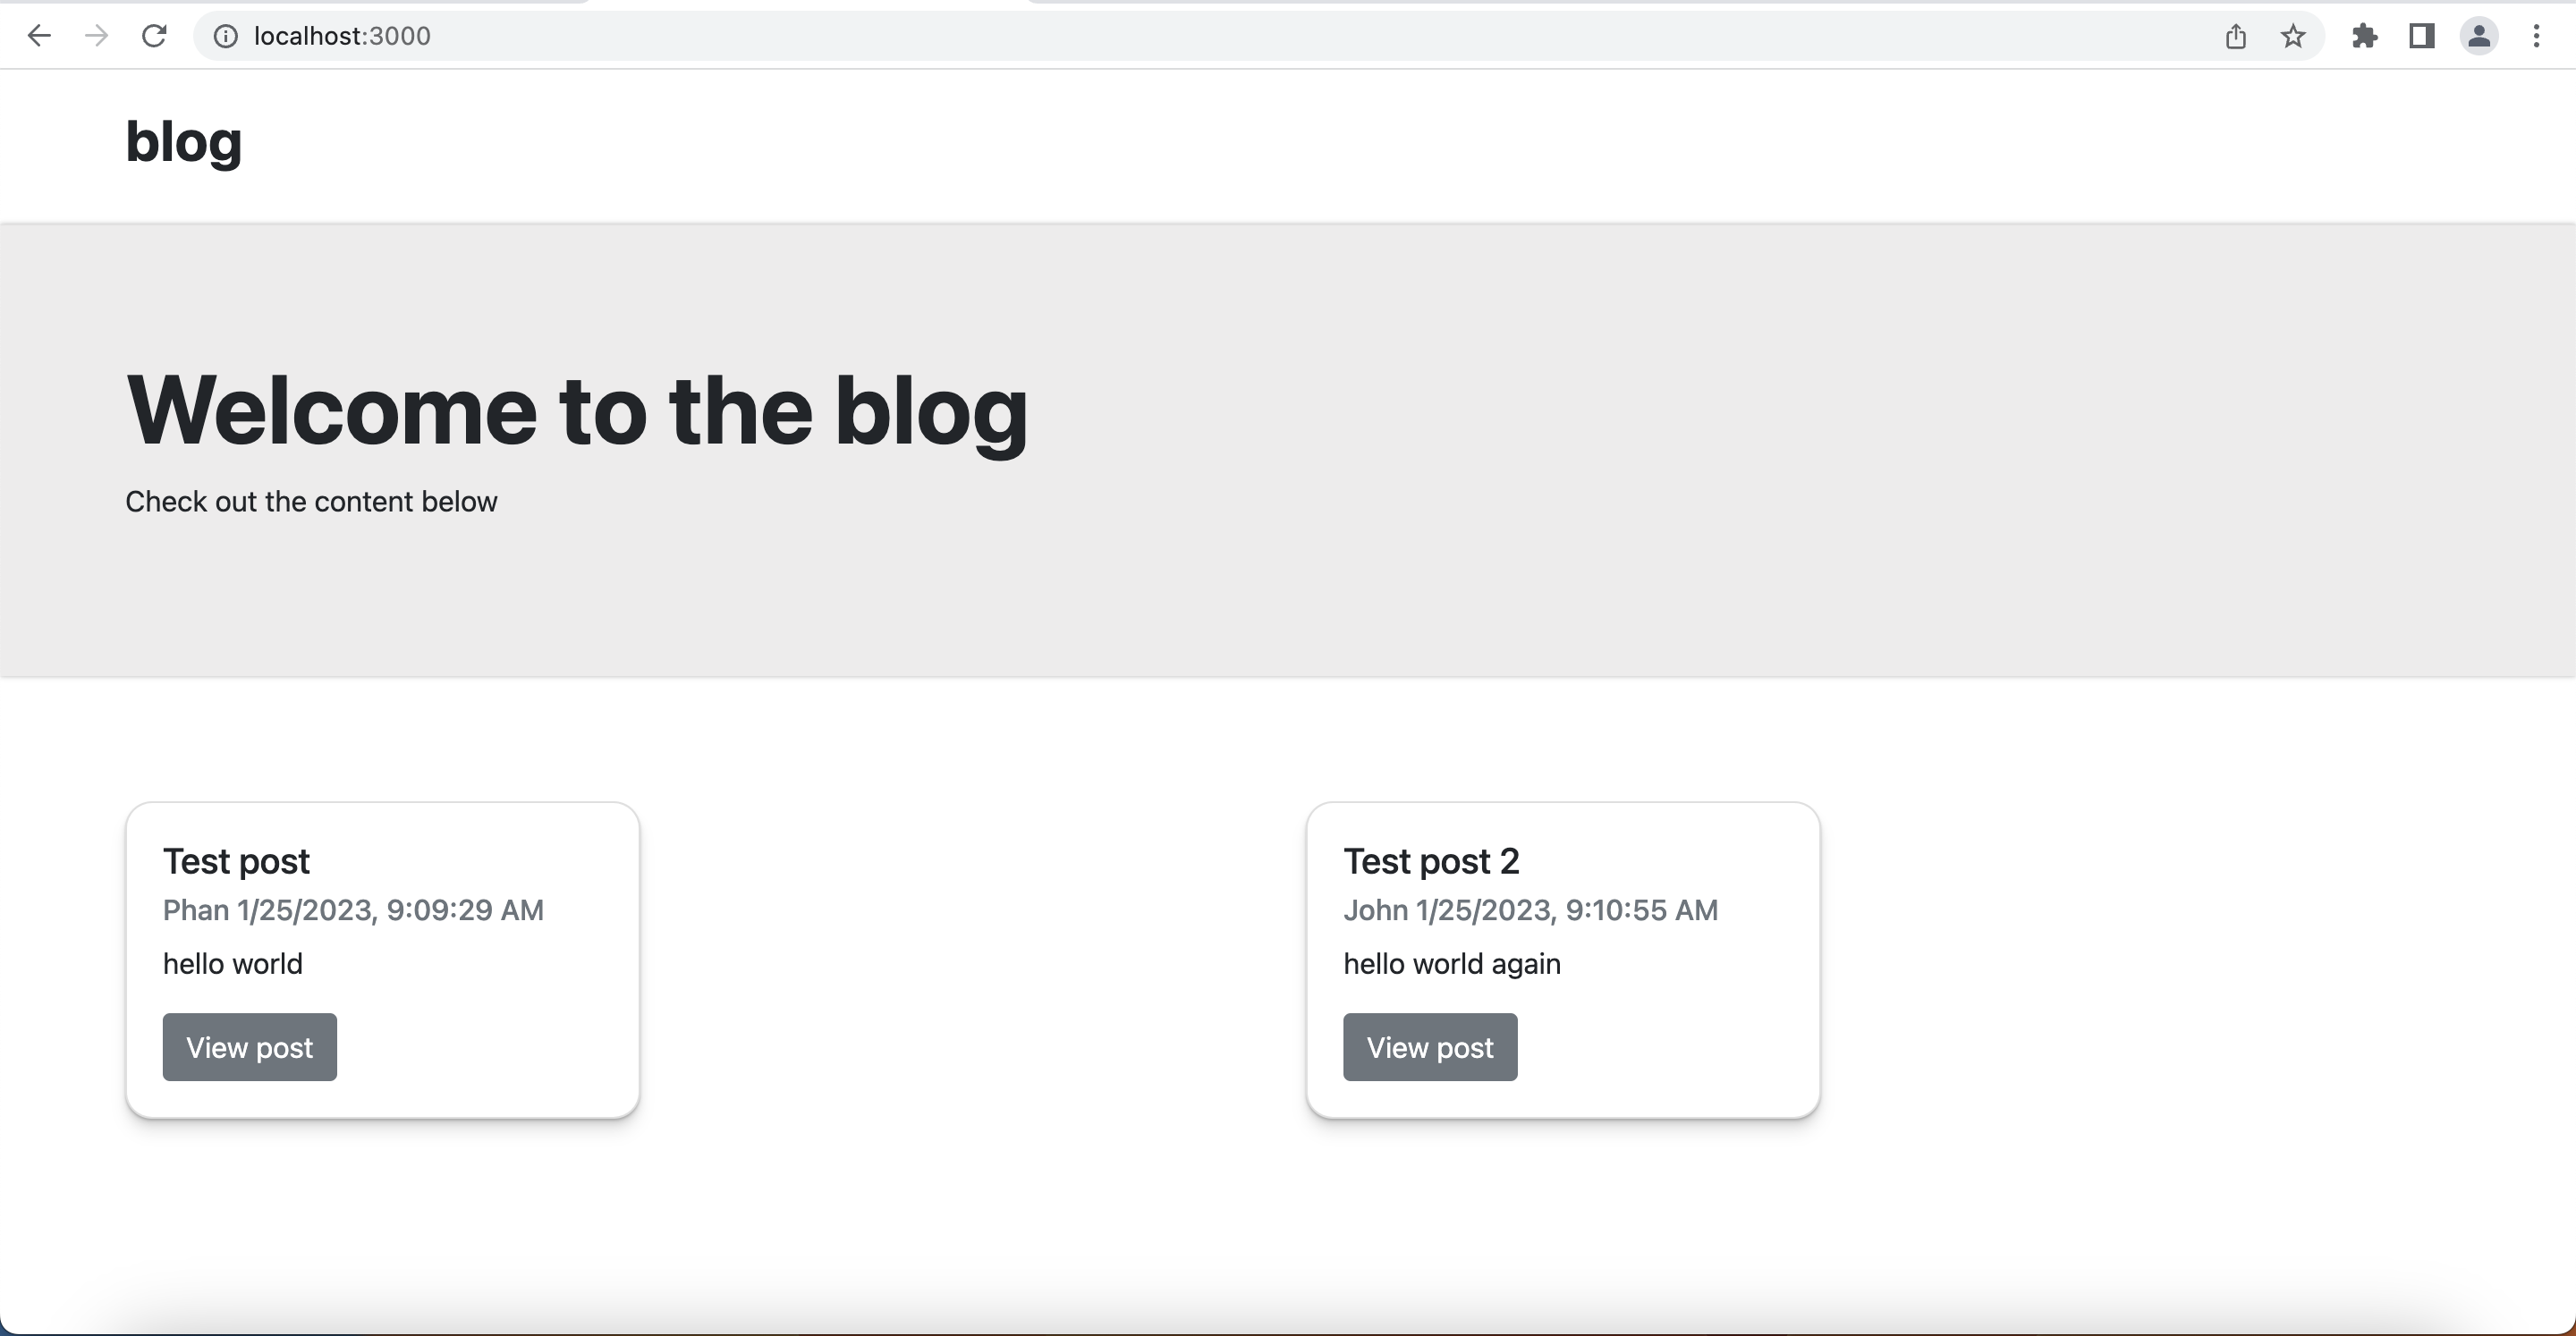 localhost:3000
blog
Welcome to the blog
Check out the content below
Test post
Phan 1/25/2023, 9:09:29 AM
hello world
View post
Test post 2
John 1/25/2023, 9:10:55 AM
hello world again
View post